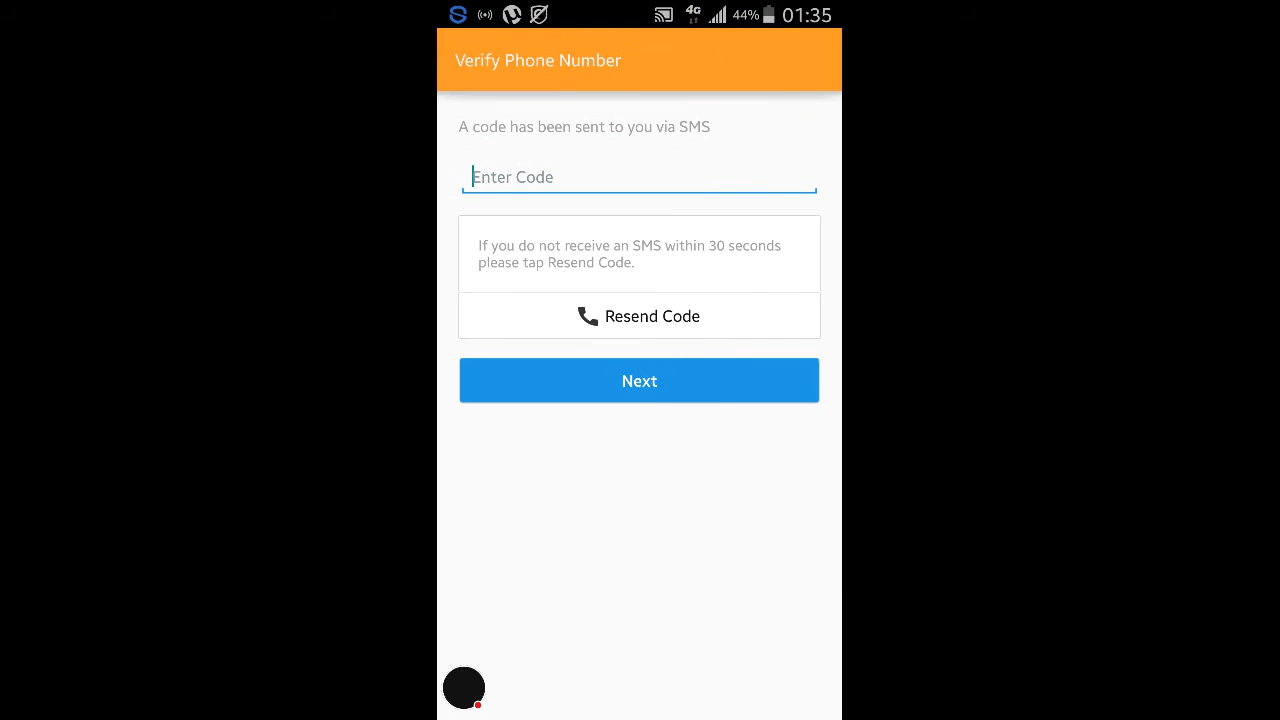 4G 44% 01:35
Verify Phone Number
A code has been sent to you via SMS
Enter Code
If you do not receive an SMS within 30 seconds
please tap Resend Code.
Resend Code
Next